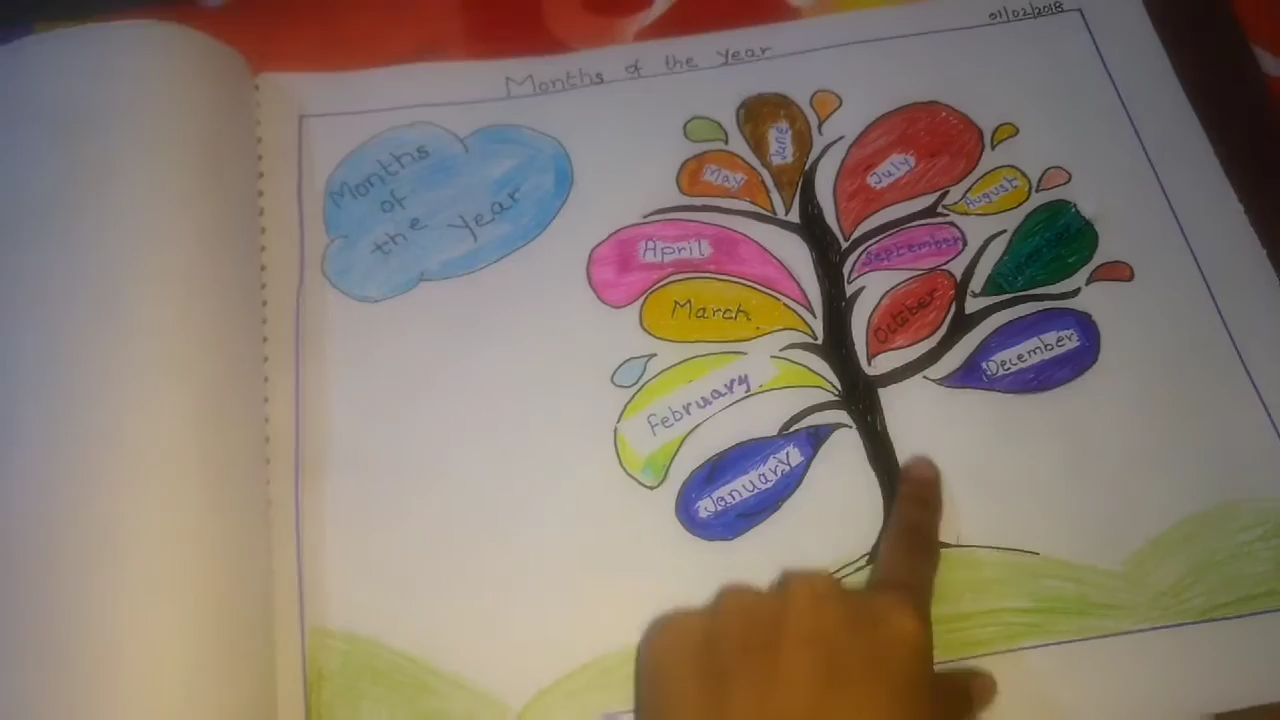 01/02/2018
Months of the Year
Months
of
the Year
June
May
July
August
April
September
November
March
October
December
February
January